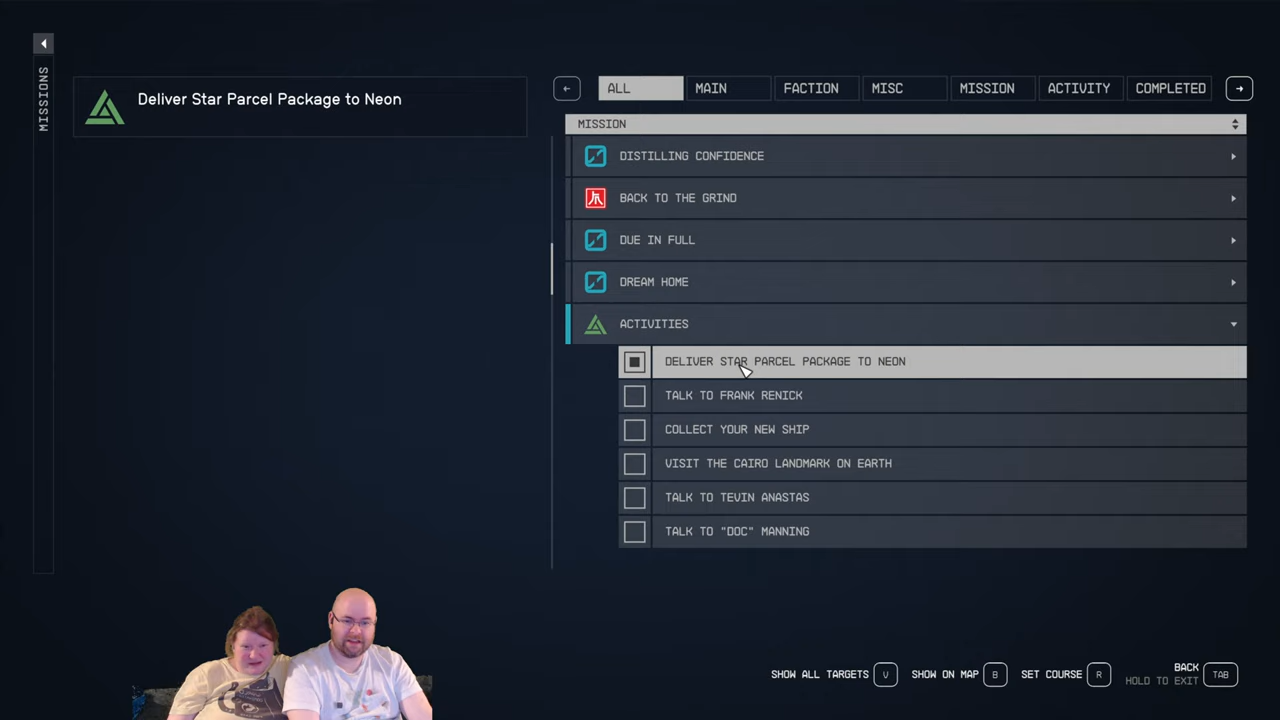 MISSIONS
Deliver Star Parcel Package to Neon
ALL
MAIN
FACTION
MISC
MISSION
ACTIVITY
COMPLETED
MISSION
DISTILLING CONFIDENCE
BACK TO THE GRIND
DUE IN FULL
DREAM HOME
ACTIVITIES
DELIVER STAR PARCEL PACKAGE TO NEON
TALK TO FRANK RENICK
COLLECT YOUR NEW SHIP
VISIT THE CAIRO LANDMARK ON EARTH
TALK TO TEVIN ANASTAS
TALK TO "DOC" MANNING
SHOW ALL TARGETS V
SHOW ON MAP B
SET COURSE R
BACK
HOLD TO EXIT
TAB